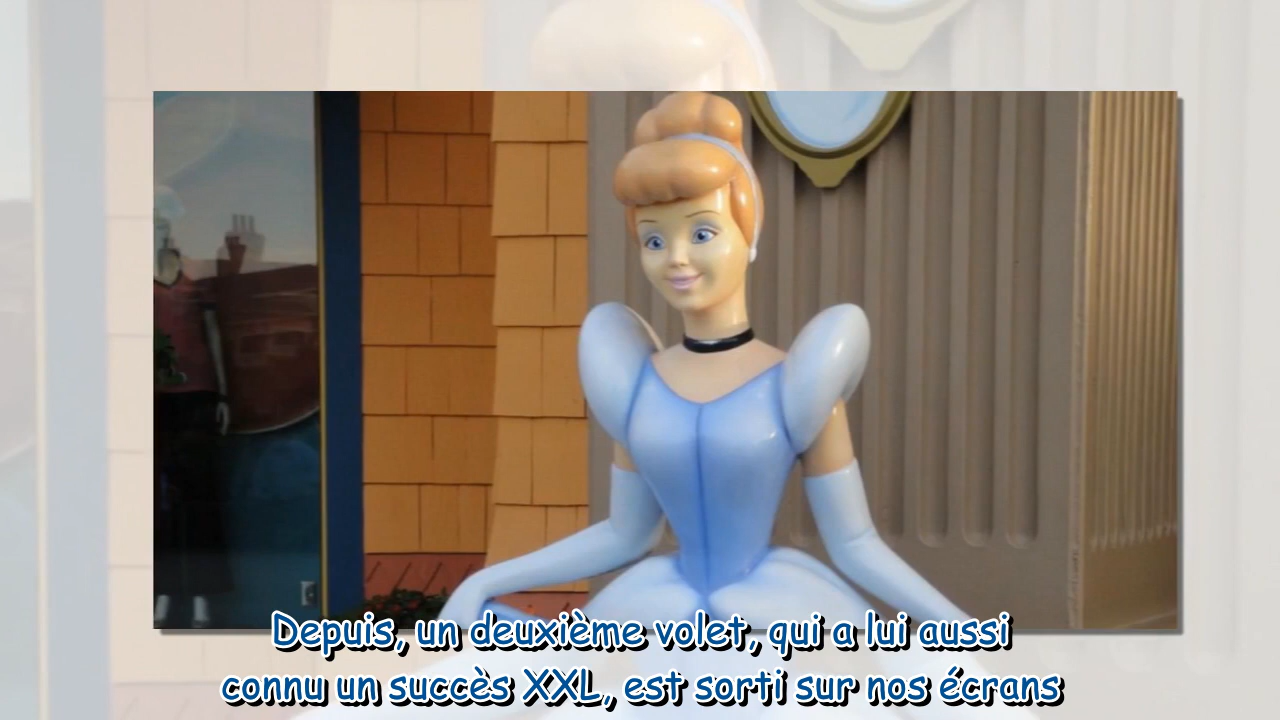 Depuis, un deuxième volet, qui a lui aussi
connu un succès XXL, est sorti sur nos écrans